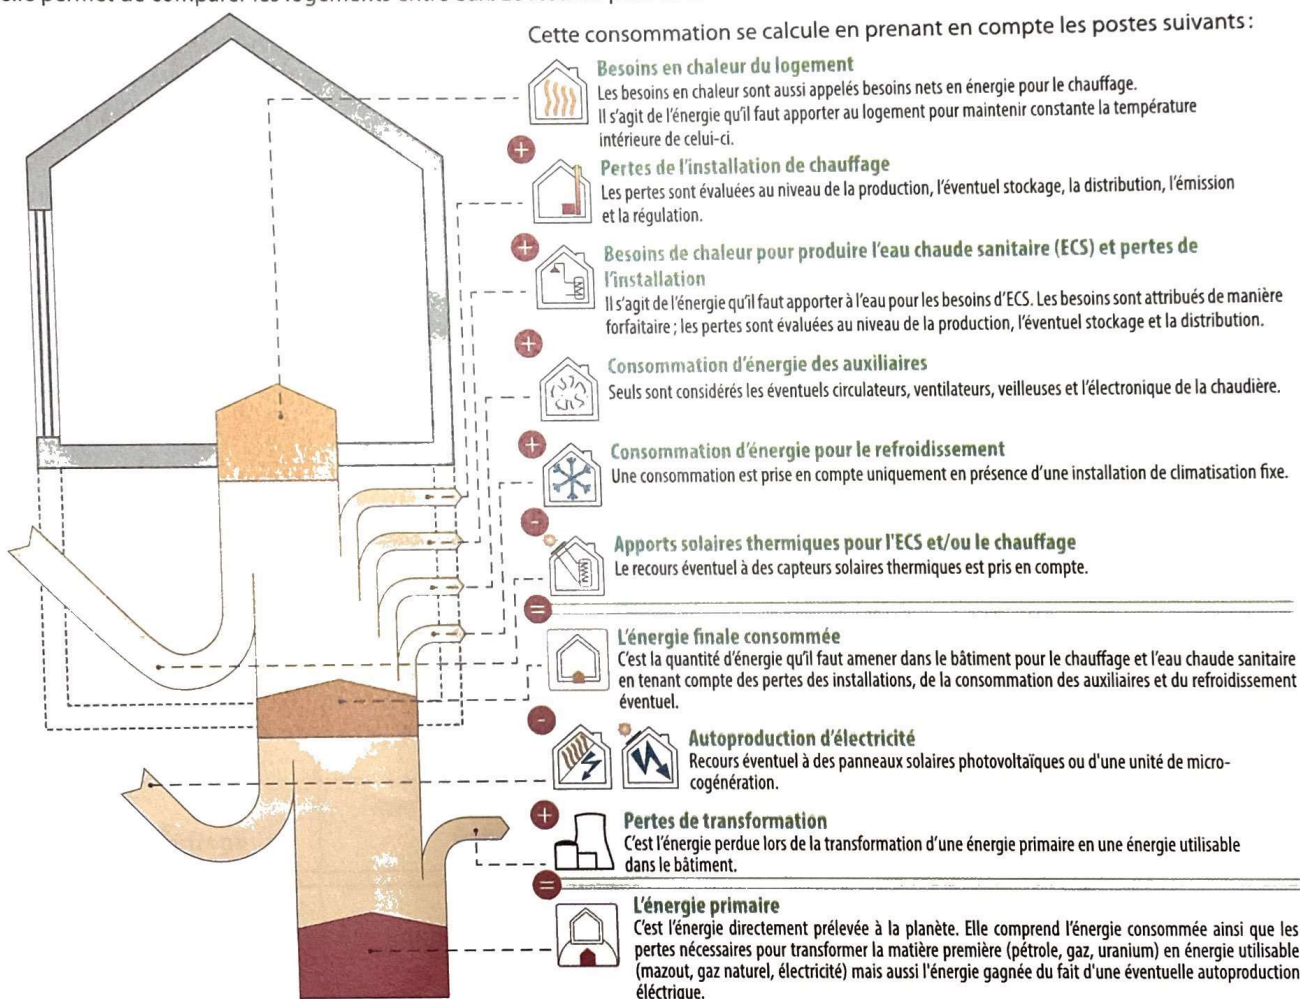 Cette consommation se calcule en prenant en compte les postes suivants :
Besoins en chaleur du logement
Les besoins en chaleur sont aussi appelés besoins nets en énergie pour le chauffage.
Il s'agit de l'énergie qu'il faut apporter au logement pour maintenir constante la température
intérieure de celui-ci.
+
Pertes de l'installation de chauffage
Les pertes sont évaluées au niveau de la production, l'éventuel stockage, la distribution, l'émission
et la régulation.
+
Besoins de chaleur pour produire l'eau chaude sanitaire (ECS) et pertes de
l'installation
Il s'agit de l'énergie qu'il faut apporter à l'eau pour les besoins d'ECS. Les besoins sont attribués de manière
forfaitaire ; les pertes sont évaluées au niveau de la production, l'éventuel stockage et la distribution.
+
Consommation d'énergie des auxiliaires
Seuls sont considérés les éventuels circulateurs, ventilateurs, veilleuses et l'électronique de la chaudière.
+
Consommation d'énergie pour le refroidissement
Une consommation est prise en compte uniquement en présence d'une installation de climatisation fixe.
-
Apports solaires thermiques pour l'ECS et/ou le chauffage
Le recours éventuel à des capteurs solaires thermiques est pris en compte.
=
L'énergie finale consommée
C'est la quantité d'énergie qu'il faut amener dans le bâtiment pour le chauffage et l'eau chaude sanitaire
en tenant compte des pertes des installations, de la consommation des auxiliaires et du refroidissement
éventuel.
-
Autoproduction d'électricité
Recours éventuel à des panneaux solaires photovoltaïques ou d'une unité de micro-
cogénération.
+
Pertes de transformation
C'est l'énergie perdue lors de la transformation d'une énergie primaire en une énergie utilisable
dans le bâtiment.
=
L'énergie primaire
C'est l'énergie directement prélevée à la planète. Elle comprend l'énergie consommée ainsi que les
pertes nécessaires pour transformer la matière première (pétrole, gaz, uranium) en énergie utilisable
(mazout, gaz naturel, électricité) mais aussi l'énergie gagnée du fait d'une éventuelle autoproduction
éléctrique.